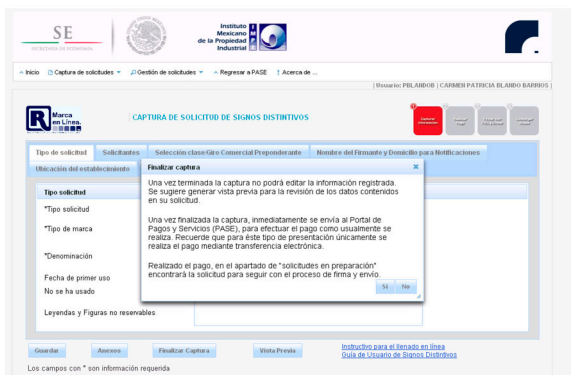 SE
SECRETARÍA DE ECONOMÍA
Instituto
Mexicano
de la Propiedad
Industrial
IMPI
Inicio Captura de solicitudes Gestión de solicitudes Regresar a PASE Acerca de ...
| Usuario: PBLANDOB | CARMEN PATRICIA BLANDO BARRIOS |
Marca
en Línea.
CAPTURA DE SOLICITUD DE SIGNOS DISTINTIVOS
Capturar
Información
Tipo de solicitud Solicitantes Selección clase/Giro Comercial Preponderante Nombre del Firmante y Domicilio para Notificaciones
Ubicación del establecimiento
Finalizar captura
Una vez terminada la captura no podrá editar la información registrada.
Se sugiere generar vista previa para la revisión de los datos contenidos
en su solicitud.
Una vez finalizada la captura, inmediatamente se envía al Portal de
Pagos y Servicios (PASE), para efectuar el pago como usualmente se
realiza. Recuerde que para éste tipo de presentación únicamente se
realiza el pago mediante transferencia electrónica.
Realizado el pago, en el apartado de "solicitudes en preparación"
encontrará la solicitud para seguir con el proceso de firma y envío.
Sí No
Tipo solicitud
*Tipo solicitud
*Tipo de marca
*Denominación
Fecha de primer uso
No se ha usado
Leyendas y Figuras no reservables
Guardar Anexos Finalizar Captura Vista Previa
Instructivo para el llenado en línea
Guía de Usuario de Signos Distintivos
Los campos con * son información requerida